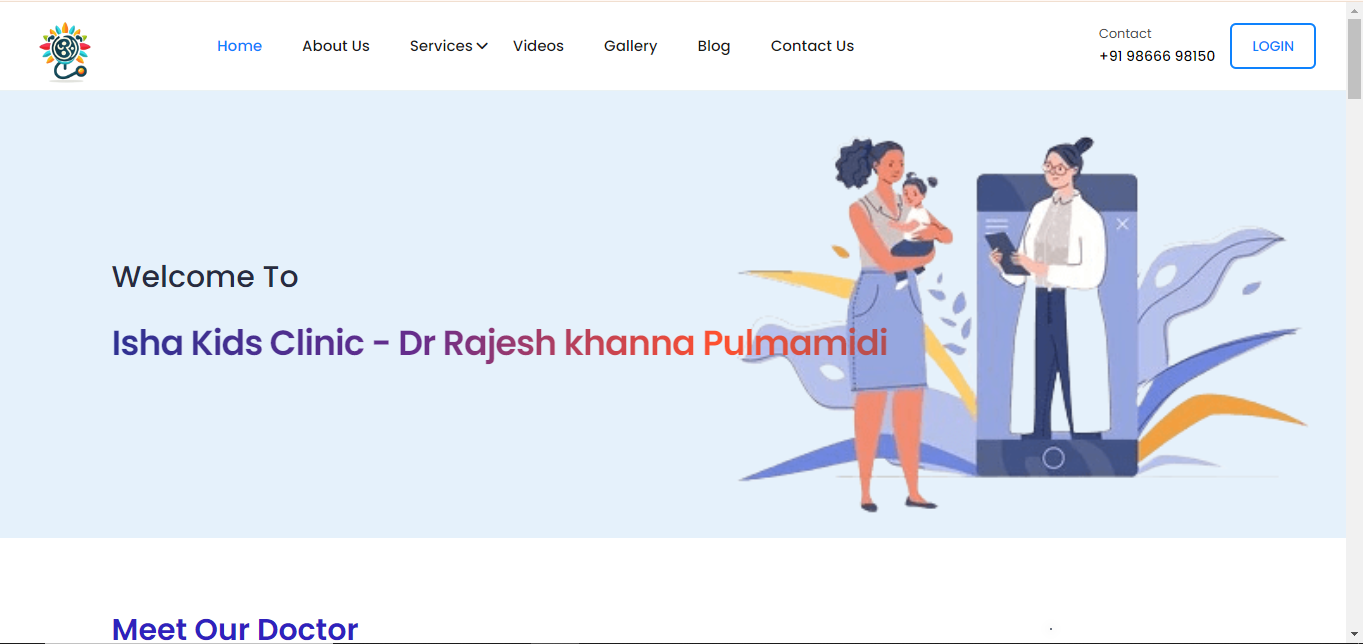 Home About Us Services Videos Gallery Blog Contact Us
Contact
+91 98666 98150
LOGIN
Welcome To
Isha Kids Clinic - Dr Rajesh khanna Pulmamidi
Meet Our Doctor